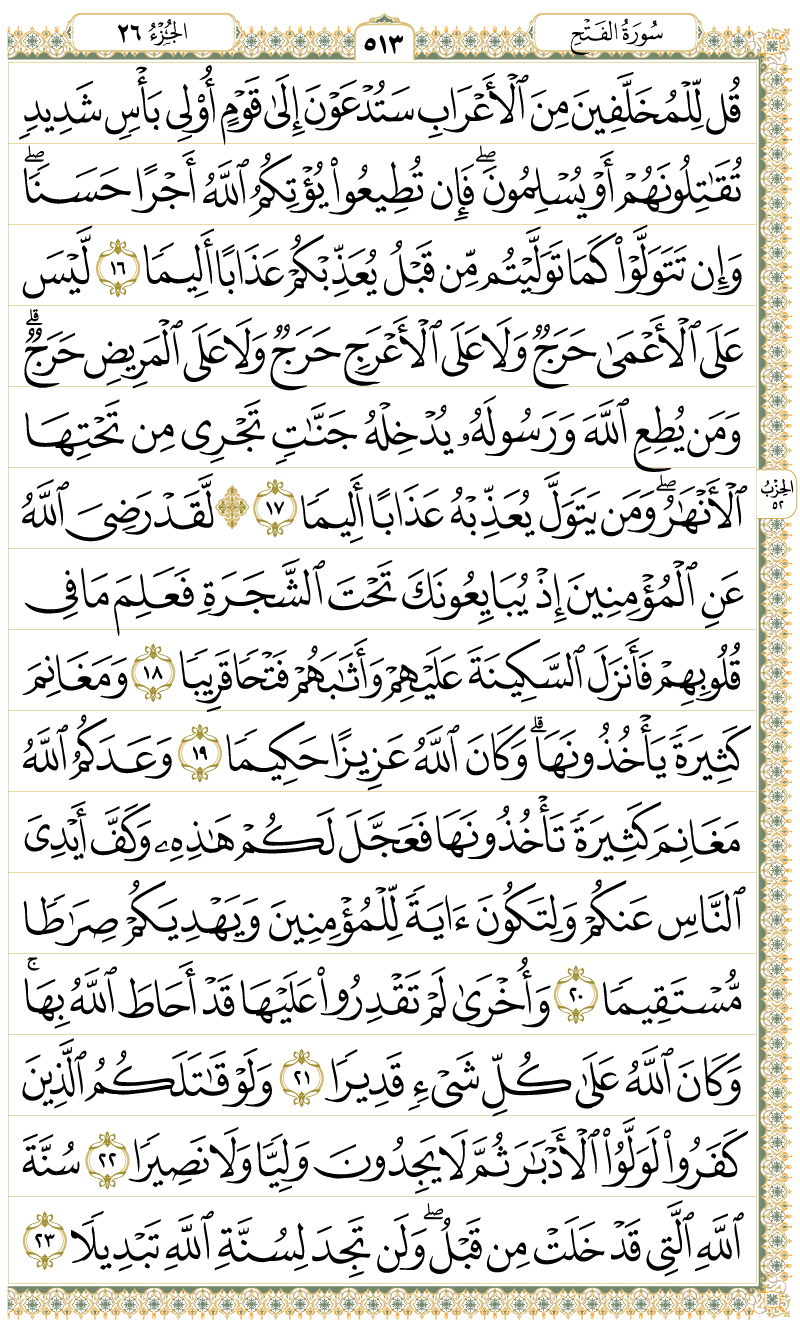 سُورَةُ الفَتْحِ
٥١٣
الجُزْءُ ٢٦
قُل لِّلْمُخَلَّفِينَ مِنَ ٱلْأَعْرَابِ سَتُدْعَوْنَ إِلَىٰ قَوْمٍ أُو۟لِى بَأْسٍ شَدِيدٍ
تُقَـٰتِلُونَهُمْ أَوْ يُسْلِمُونَ ۖ فَإِن تُطِيعُوا۟ يُؤْتِكُمُ ٱللَّهُ أَجْرًا حَسَنًا ۖ
وَإِن تَتَوَلَّوْا۟ كَمَا تَوَلَّيْتُم مِّن قَبْلُ يُعَذِّبْكُمْ عَذَابًا أَلِيمًا ١٦ لَّيْسَ
عَلَى ٱلْأَعْمَىٰ حَرَجٌ وَلَا عَلَى ٱلْأَعْرَجِ حَرَجٌ وَلَا عَلَى ٱلْمَرِيضِ حَرَجٌ ۗ
وَمَن يُطِعِ ٱللَّهَ وَرَسُولَهُۥ يُدْخِلْهُ جَنَّـٰتٍ تَجْرِى مِن تَحْتِهَا
ٱلْأَنْهَـٰرُ ۖ وَمَن يَتَوَلَّ يُعَذِّبْهُ عَذَابًا أَلِيمًا ١٧ ۞ لَّقَدْ رَضِىَ ٱللَّهُ
الحِزْبُ
٥٢
عَنِ ٱلْمُؤْمِنِينَ إِذْ يُبَايِعُونَكَ تَحْتَ ٱلشَّجَرَةِ فَعَلِمَ مَا فِى
قُلُوبِهِمْ فَأَنزَلَ ٱلسَّكِينَةَ عَلَيْهِمْ وَأَثَـٰبَهُمْ فَتْحًا قَرِيبًا ١٨ وَمَغَانِمَ
كَثِيرَةً يَأْخُذُونَهَا ۗ وَكَانَ ٱللَّهُ عَزِيزًا حَكِيمًا ١٩ وَعَدَكُمُ ٱللَّهُ
مَغَانِمَ كَثِيرَةً تَأْخُذُونَهَا فَعَجَّلَ لَكُمْ هَـٰذِهِۦ وَكَفَّ أَيْدِىَ
ٱلنَّاسِ عَنكُمْ وَلِتَكُونَ ءَايَةً لِّلْمُؤْمِنِينَ وَيَهْدِيَكُمْ صِرَٰطًا
مُّسْتَقِيمًا ٢٠ وَأُخْرَىٰ لَمْ تَقْدِرُوا۟ عَلَيْهَا قَدْ أَحَاطَ ٱللَّهُ بِهَا ۚ
وَكَانَ ٱللَّهُ عَلَىٰ كُلِّ شَىْءٍ قَدِيرًا ٢١ وَلَوْ قَـٰتَلَكُمُ ٱلَّذِينَ
كَفَرُوا۟ لَوَلَّوُا۟ ٱلْأَدْبَـٰرَ ثُمَّ لَا يَجِدُونَ وَلِيًّا وَلَا نَصِيرًا ٢٢ سُنَّةَ
ٱللَّهِ ٱلَّتِى قَدْ خَلَتْ مِن قَبْلُ ۖ وَلَن تَجِدَ لِسُنَّةِ ٱللَّهِ تَبْدِيلًا ٢٣